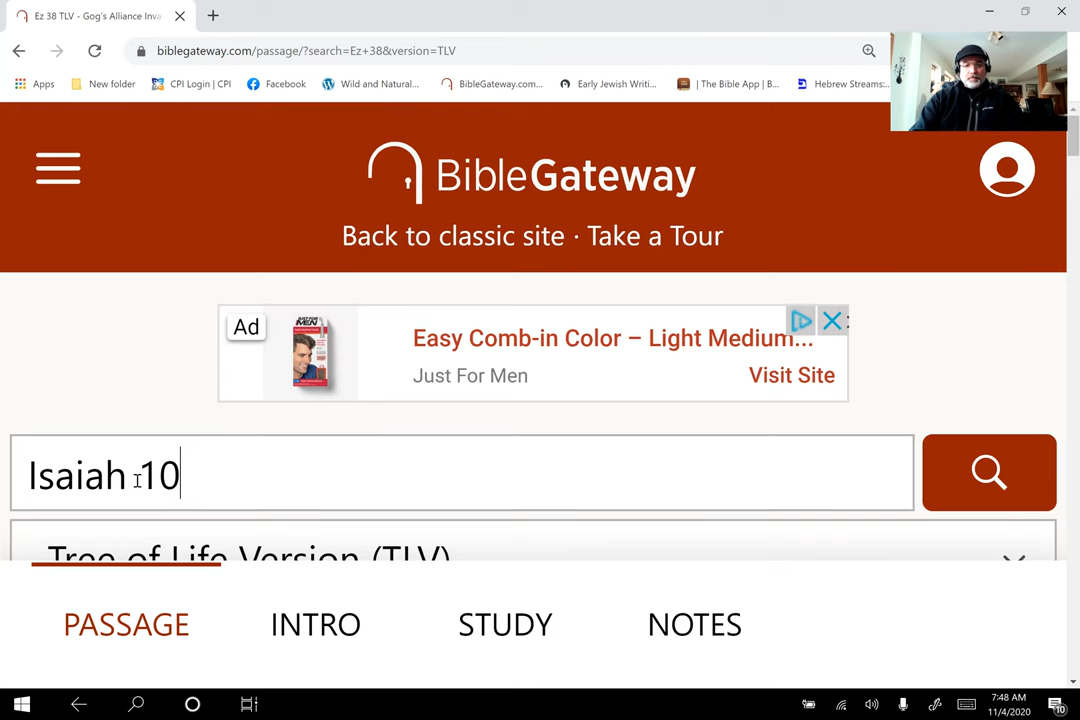 Ez 38 TLV - Gog's Alliance Inva
biblegateway.com/passage/?search=Ez+38&version=TLV
Apps New folder CPI Login | CPI Facebook Wild and Natural... BibleGateway.com... Early Jewish Writi... | The Bible App | B... Hebrew Streams:...
BibleGateway
Back to classic site · Take a Tour
Ad
Easy Comb-in Color – Light Medium...
Just For Men
Visit Site
Isaiah 10
Tree of Life Version (TLV)
PASSAGE INTRO STUDY NOTES
7:48 AM
11/4/2020
10